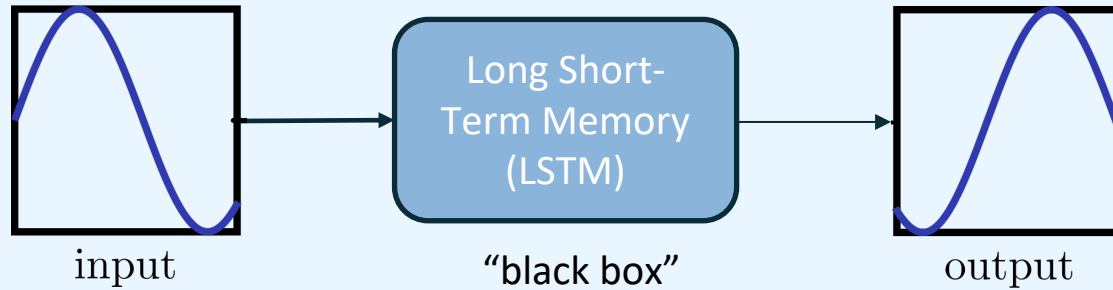 Long Short-
Term Memory
(LSTM)
input
“black box”
output